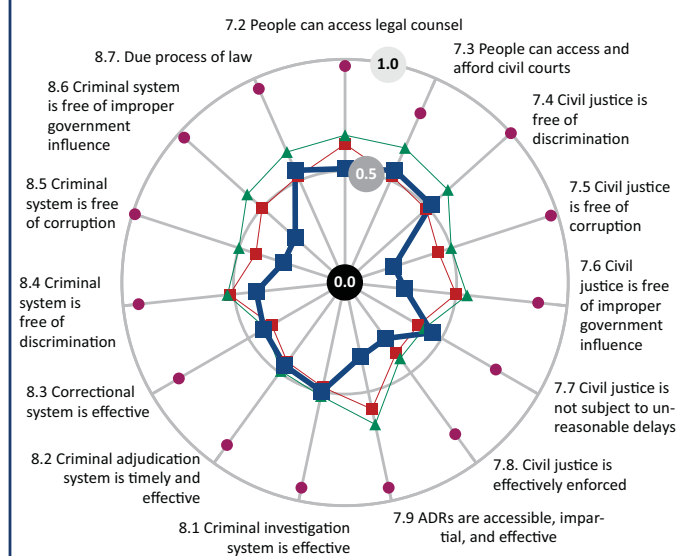 7.2 People can access legal counsel
1.0
7.3 People can access and
afford civil courts
7.4 Civil justice is
free of
discrimination
7.5 Civil justice
is free of
corruption
7.6 Civil
justice is free
of improper
government
influence
7.7 Civil justice is
not subject to un-
reasonable delays
7.8. Civil justice is
effectively enforced
7.9 ADRs are accessible, impar-
tial, and effective
8.1 Criminal investigation
system is effective
8.2 Criminal adjudication
system is timely and
effective
8.3 Correctional
system is effective
8.4 Criminal
system is
free of
discrimination
8.5 Criminal
system is free
of corruption
8.6 Criminal system
is free of improper
government
influence
8.7. Due process of law
0.5
0.0